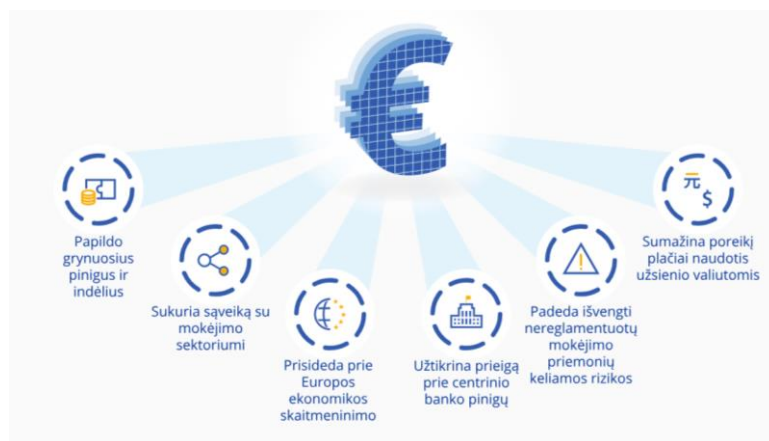 Papildo
grynuosius
pinigus ir
indėlius
Sukuria sąveiką su
mokėjimo
sektoriumi
Prisideda prie
Europos
ekonomikos
skaitmeninimo
Užtikrina prieigą
prie centrinio
banko pinigų
Padeda išvengti
nereglamentuotų
mokėjimo
priemonių
keliamos rizikos
Sumažina poreikį
plačiai naudotis
užsienio valiutomis